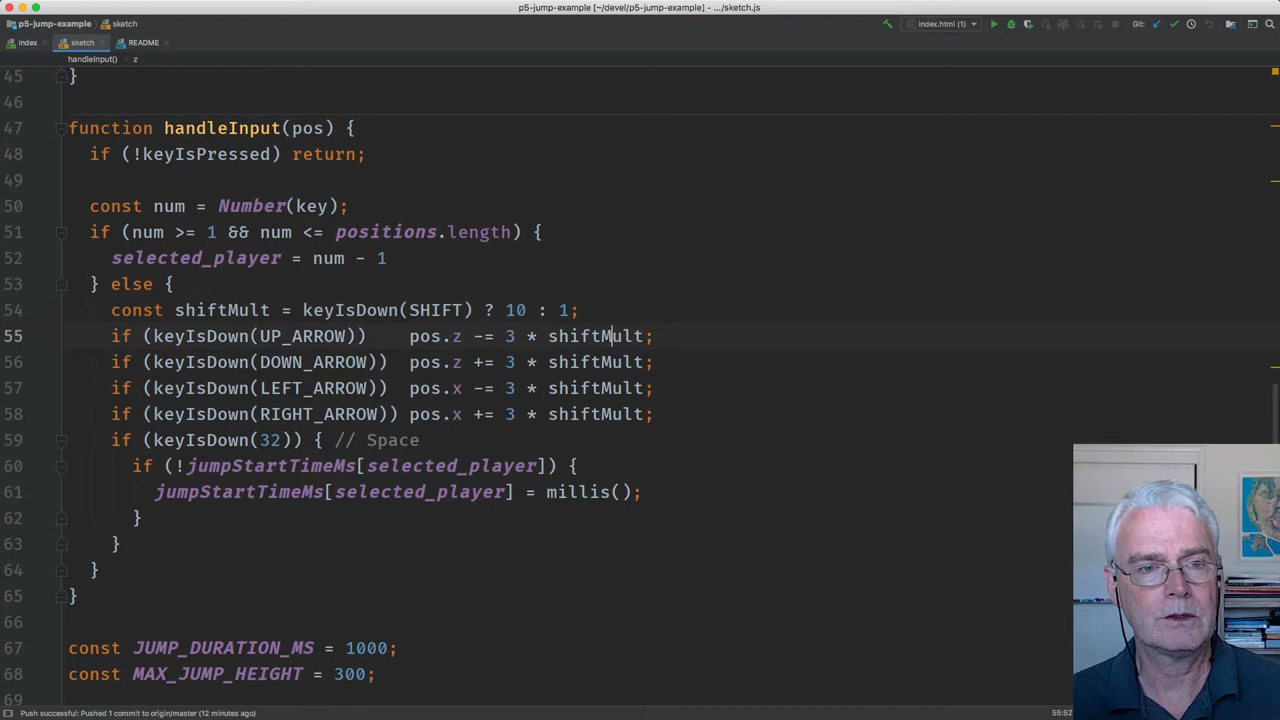 p5-jump-example [~/devel/p5-jump-example] - .../sketch.js
p5-jump-example sketch index.html (1) Git:
index sketch README
handleInput() z
45 }
46
47 function handleInput(pos) {
48 if (!keyIsPressed) return;
49
50 const num = Number(key);
51 if (num >= 1 && num <= positions.length) {
52 selected_player = num - 1
53 } else {
54 const shiftMult = keyIsDown(SHIFT) ? 10 : 1;
55 if (keyIsDown(UP_ARROW)) pos.z -= 3 * shiftMult;
56 if (keyIsDown(DOWN_ARROW)) pos.z += 3 * shiftMult;
57 if (keyIsDown(LEFT_ARROW)) pos.x -= 3 * shiftMult;
58 if (keyIsDown(RIGHT_ARROW)) pos.x += 3 * shiftMult;
59 if (keyIsDown(32)) { // Space
60 if (!jumpStartTimeMs[selected_player]) {
61 jumpStartTimeMs[selected_player] = millis();
62 }
63 }
64 }
65 }
66
67 const JUMP_DURATION_MS = 1000;
68 const MAX_JUMP_HEIGHT = 300;
69
Push successful: Pushed 1 commit to origin/master (12 minutes ago)